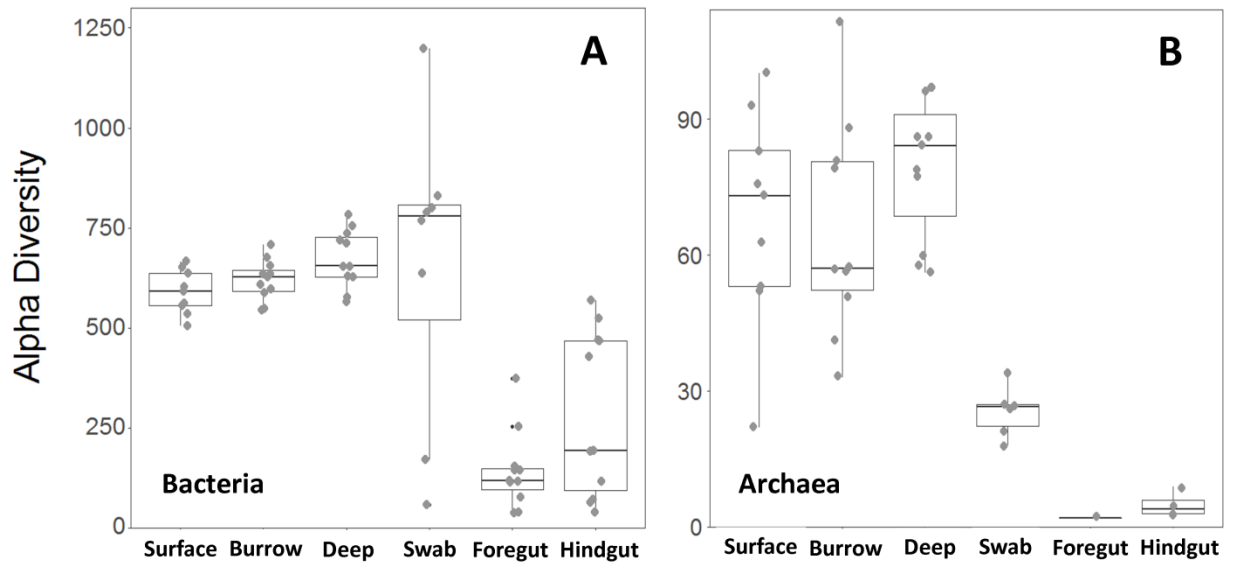 Alpha Diversity
A
1250
1000
750
500
250
0
Bacteria
Surface Burrow Deep Swab Foregut Hindgut
B
90
60
30
0
Archaea
Surface Burrow Deep Swab Foregut Hindgut